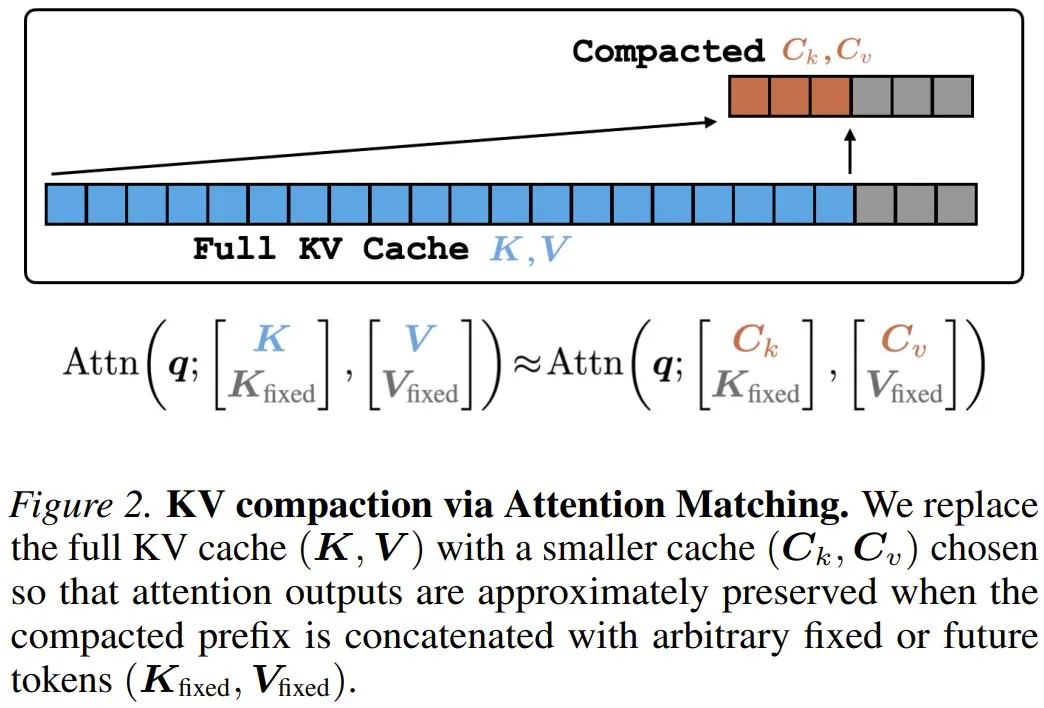 Compacted C_k, C_v
Full KV Cache K, V
Attn(q; [K K_fixed], [V V_fixed]) ≈ Attn(q; [C_k K_fixed], [C_v V_fixed])
Figure 2. KV compaction via Attention Matching. We replace
the full KV cache (K, V) with a smaller cache (C_k, C_v) chosen
so that attention outputs are approximately preserved when the
compacted prefix is concatenated with arbitrary fixed or future
tokens (K_fixed, V_fixed).